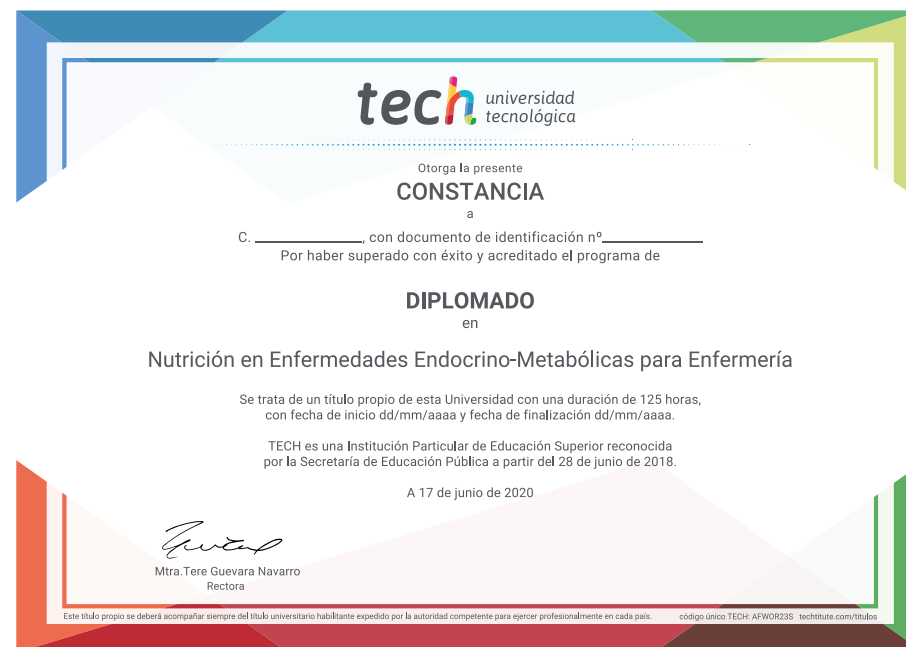 tech universidad
tecnológica
Otorga la presente
CONSTANCIA
a
C. ____________, con documento de identificación nº____________
Por haber superado con éxito y acreditado el programa de
DIPLOMADO
en
Nutrición en Enfermedades Endocrino-Metabólicas para Enfermería
Se trata de un título propio de esta Universidad con una duración de 125 horas,
con fecha de inicio dd/mm/aaaa y fecha de finalización dd/mm/aaaa.
TECH es una Institución Particular de Educación Superior reconocida
por la Secretaría de Educación Pública a partir del 28 de junio de 2018.
A 17 de junio de 2020
Mtra.Tere Guevara Navarro
Rectora
Este título propio se deberá acompañar siempre del título universitario habilitante expedido por la autoridad competente para ejercer profesionalmente en cada país. código único TECH: AFWOR23S techtitute.com/titulos